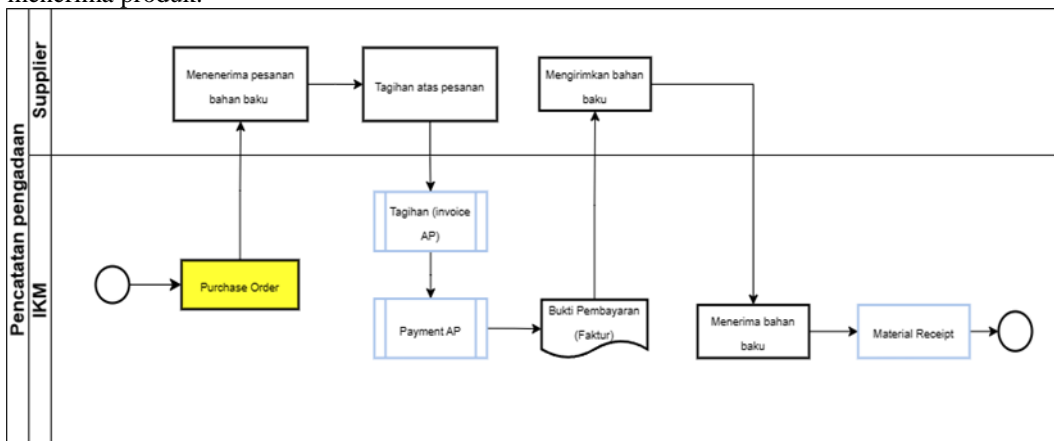 menerima produk.
Pencatatan pengadaan
Supplier
IKM
Menenerima pesanan
bahan baku
Tagihan atas pesanan
Mengirimkan bahan
baku
Tagihan (invoice
AP)
Purchase Order
Payment AP
Bukti Pembayaran
(Faktur)
Menerima bahan
baku
Material Receipt